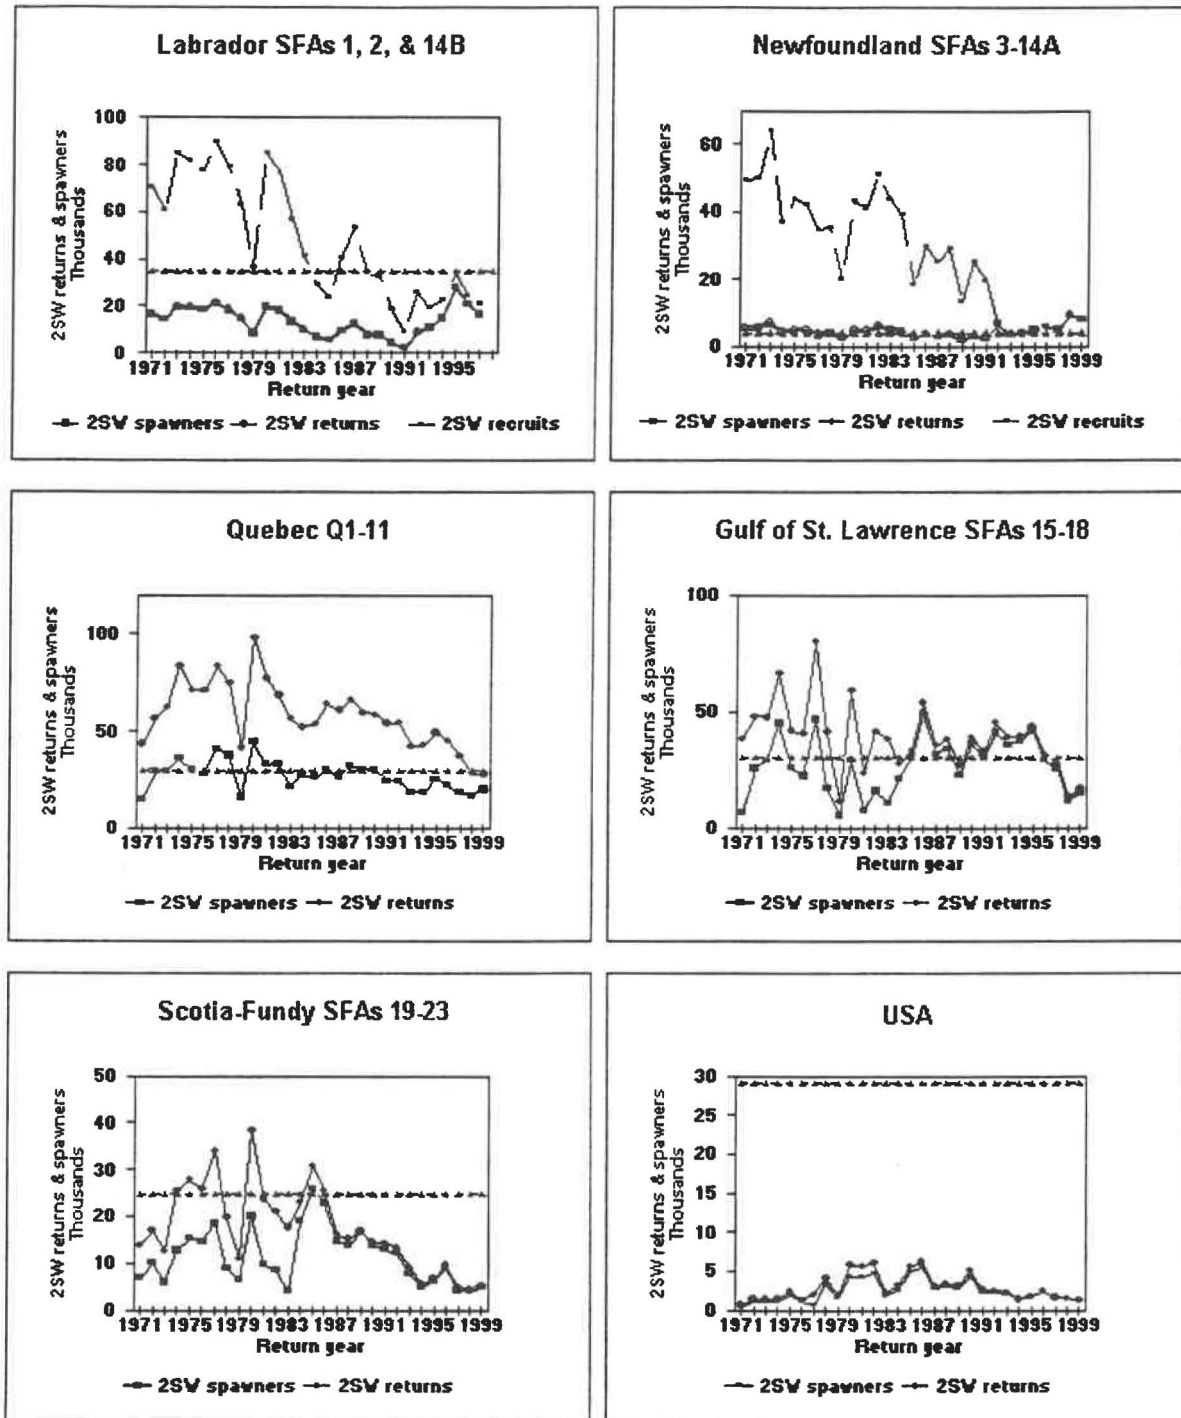 Labrador SFAs 1, 2, & 14B
2SW returns & spawners
Thousands
100
80
60
40
20
0
1971 1975 1979 1983 1987 1991 1995
Return year
2SW spawners 2SW returns 2SW recruits
Newfoundland SFAs 3-14A
2SW returns & spawners
Thousands
60
40
20
0
1971 1975 1979 1983 1987 1991 1995 1999
Return year
2SW spawners 2SW returns 2SW recruits
Quebec Q1-11
2SW returns & spawners
Thousands
100
50
0
1971 1975 1979 1983 1987 1991 1995 1999
Return year
2SW spawners 2SW returns
Gulf of St. Lawrence SFAs 15-18
2SW returns & spawners
Thousands
100
50
0
1971 1975 1979 1983 1987 1991 1995 1999
Return year
2SW spawners 2SW returns
Scotia-Fundy SFAs 19-23
2SW returns & spawners
Thousands
50
40
30
20
10
0
1971 1975 1979 1983 1987 1991 1995 1999
Return year
2SW spawners 2SW returns
USA
2SW returns & spawners
Thousands
30
25
20
15
10
5
0
1971 1975 1979 1983 1987 1991 1995 1999
Return year
2SW spawners 2SW returns